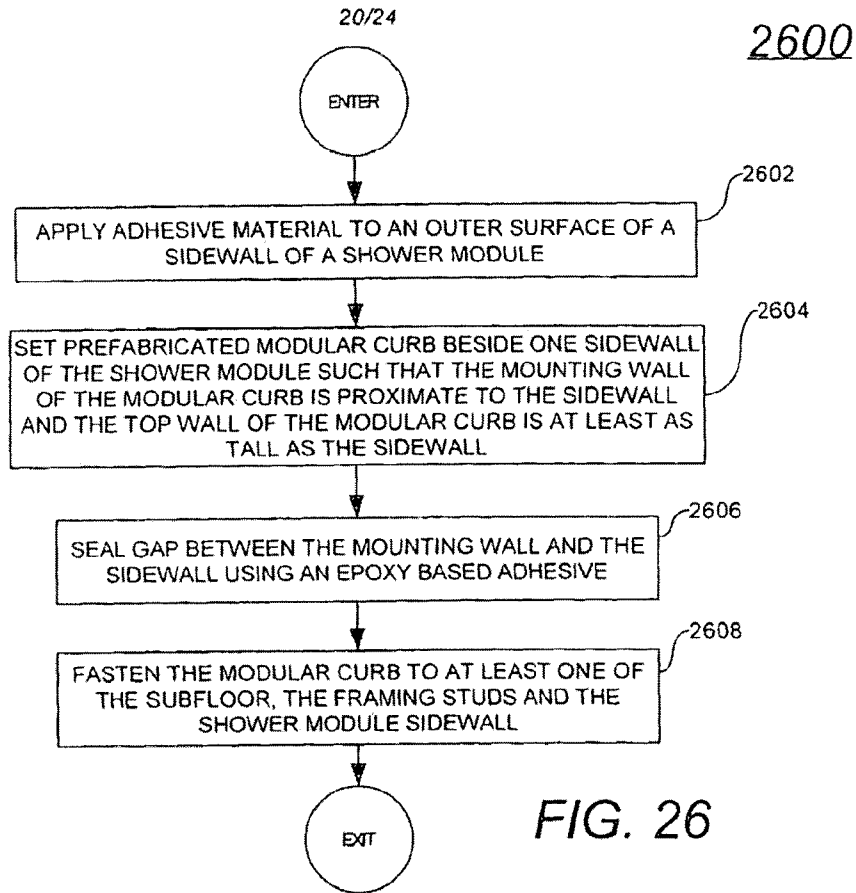 20/24
2600
ENTER
2602
APPLY ADHESIVE MATERIAL TO AN OUTER SURFACE OF A
SIDEWALL OF A SHOWER MODULE
2604
SET PREFABRICATED MODULAR CURB BESIDE ONE SIDEWALL
OF THE SHOWER MODULE SUCH THAT THE MOUNTING WALL
OF THE MODULAR CURB IS PROXIMATE TO THE SIDEWALL
AND THE TOP WALL OF THE MODULAR CURB IS AT LEAST AS
TALL AS THE SIDEWALL
2606
SEAL GAP BETWEEN THE MOUNTING WALL AND THE
SIDEWALL USING AN EPOXY BASED ADHESIVE
2608
FASTEN THE MODULAR CURB TO AT LEAST ONE OF
THE SUBFLOOR, THE FRAMING STUDS AND THE
SHOWER MODULE SIDEWALL
EXIT
FIG. 26